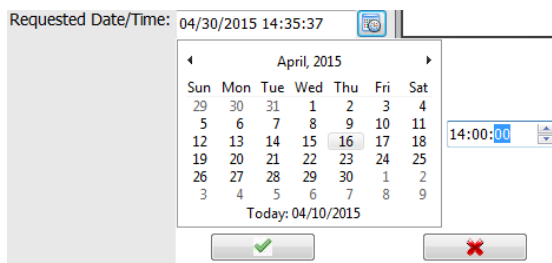 Requested Date/Time: 04/30/2015 14:35:37
April, 2015
Sun Mon Tue Wed Thu Fri Sat
29 30 31 1 2 3 4
5 6 7 8 9 10 11
14:00:00
12 13 14 15 16 17 18
19 20 21 22 23 24 25
26 27 28 29 30 1 2
3 4 5 6 7 8 9
Today: 04/10/2015